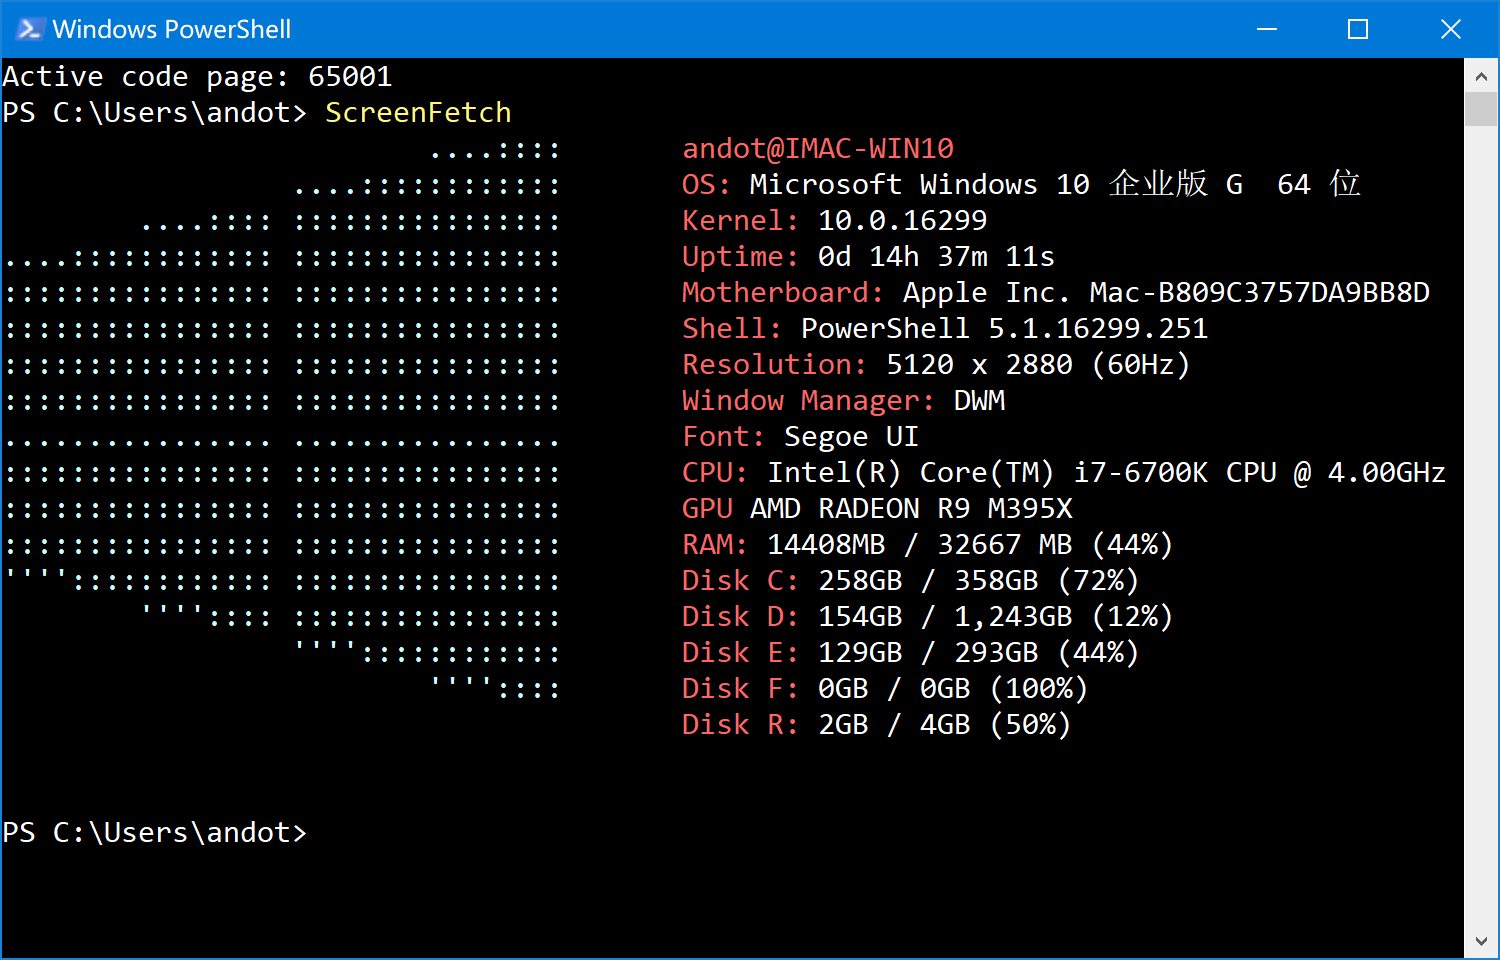 Windows PowerShell
Active code page: 65001
PS C:\Users\andot> ScreenFetch
....::::    andot@IMAC-WIN10
....::::::::::::    OS: Microsoft Windows 10 企业版 G  64 位
....:::: ::::::::::::::::    Kernel: 10.0.16299
....:::::::::::: ::::::::::::::::    Uptime: 0d 14h 37m 11s
:::::::::::::::: ::::::::::::::::    Motherboard: Apple Inc. Mac-B809C3757DA9BB8D
:::::::::::::::: ::::::::::::::::    Shell: PowerShell 5.1.16299.251
:::::::::::::::: ::::::::::::::::    Resolution: 5120 x 2880 (60Hz)
:::::::::::::::: ::::::::::::::::    Window Manager: DWM
................ ................    Font: Segoe UI
:::::::::::::::: ::::::::::::::::    CPU: Intel(R) Core(TM) i7-6700K CPU @ 4.00GHz
:::::::::::::::: ::::::::::::::::    GPU AMD RADEON R9 M395X
:::::::::::::::: ::::::::::::::::    RAM: 14408MB / 32667 MB (44%)
'''':::::::::::: ::::::::::::::::    Disk C: 258GB / 358GB (72%)
'''':::: ::::::::::::::::    Disk D: 154GB / 1,243GB (12%)
''''::::::::::::    Disk E: 129GB / 293GB (44%)
''''::::    Disk F: 0GB / 0GB (100%)
Disk R: 2GB / 4GB (50%)
PS C:\Users\andot>